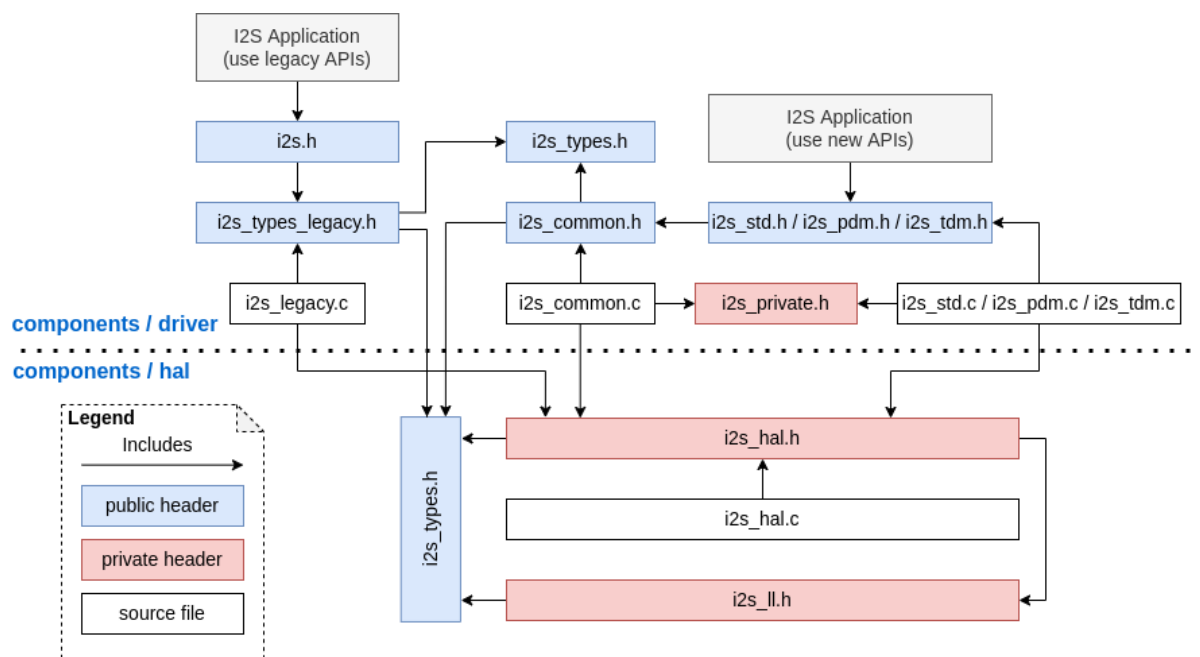 I2S Application
(use legacy APIs)
I2S Application
(use new APIs)
i2s.h
i2s_types.h
i2s_types_legacy.h
i2s_common.h
i2s_std.h / i2s_pdm.h / i2s_tdm.h
i2s_legacy.c
i2s_common.c
i2s_private.h
i2s_std.c / i2s_pdm.c / i2s_tdm.c
components / driver
components / hal
Legend
Includes
public header
private header
source file
i2s_types.h
i2s_hal.h
i2s_hal.c
i2s_ll.h